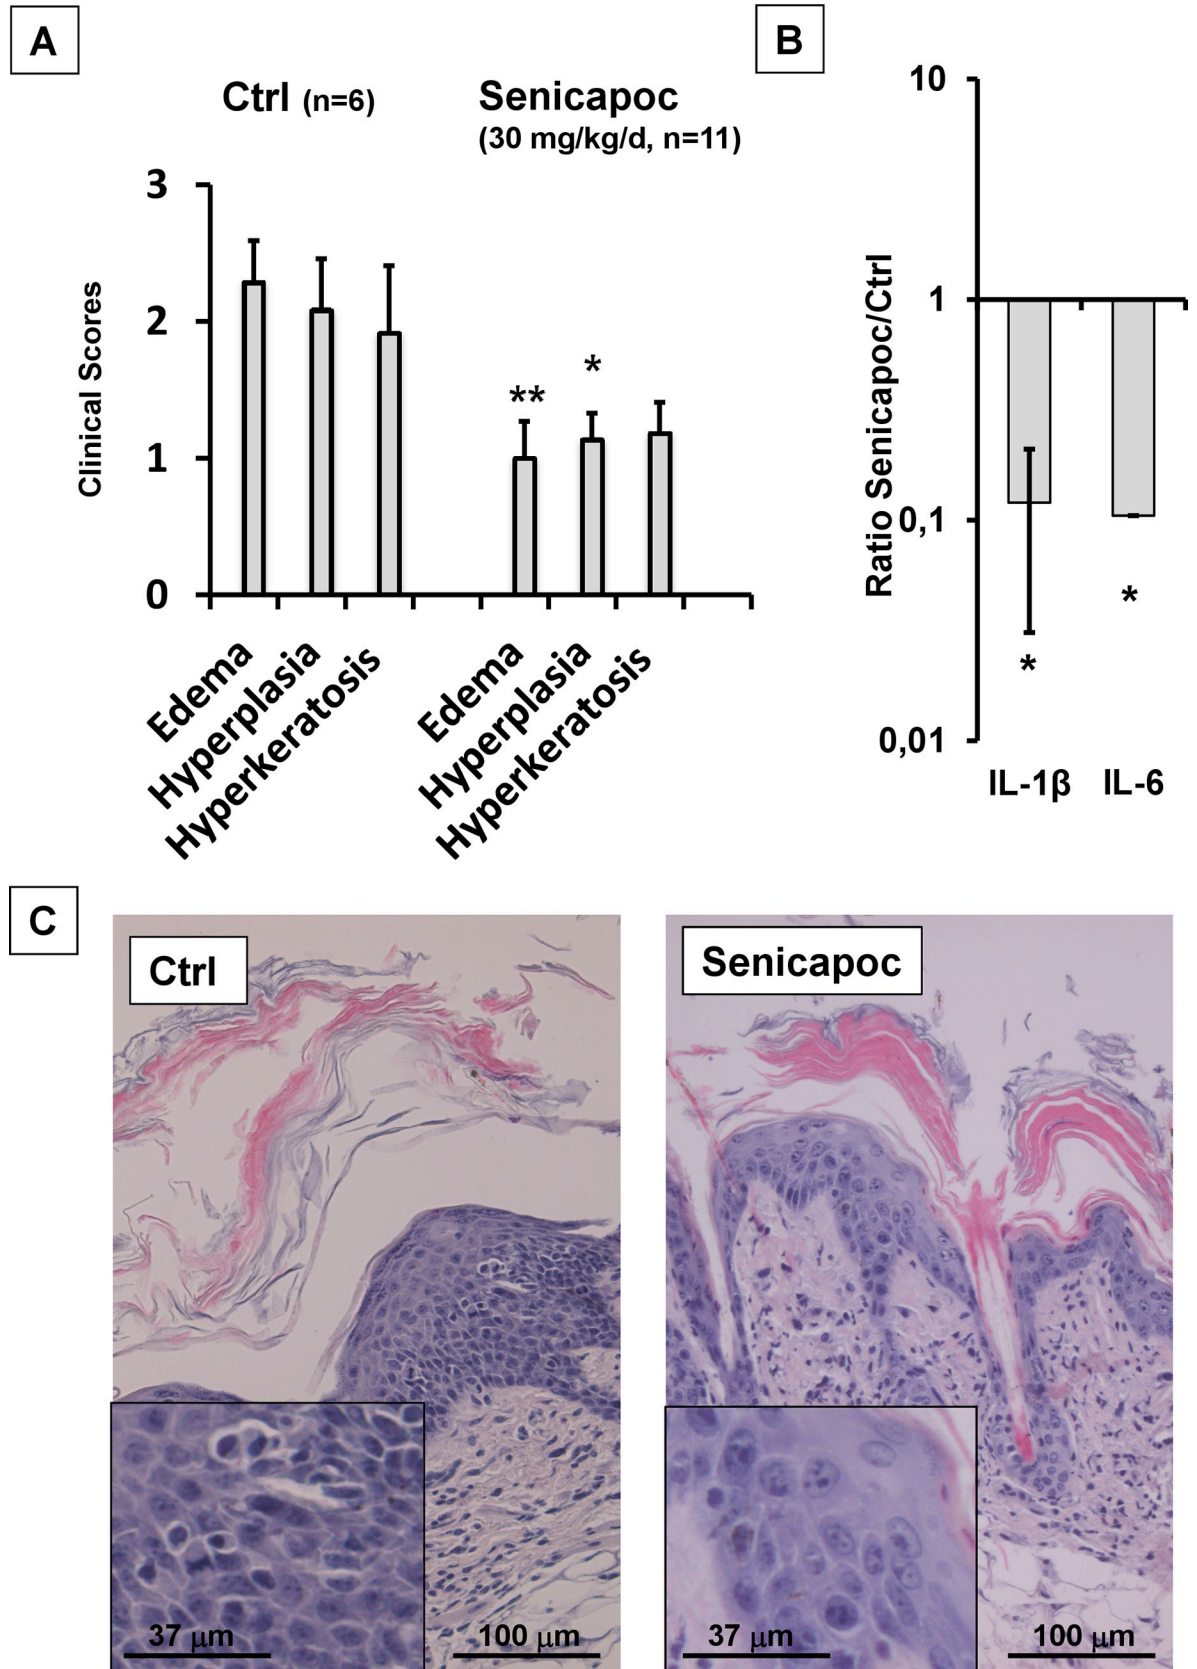 A
Ctrl (n=6)
Senicapoc
(30 mg/kg/d, n=11)
3
2
1
0
Clinical Scores
**
*
Edema
Hyperplasia
Hyperkeratosis
Edema
Hyperplasia
Hyperkeratosis
B
10
1
0,1
0,01
Ratio Senicapoc/Ctrl
*
*
IL-1β IL-6
C
Ctrl
Senicapoc
37 μm
100 μm
37 μm
100 μm